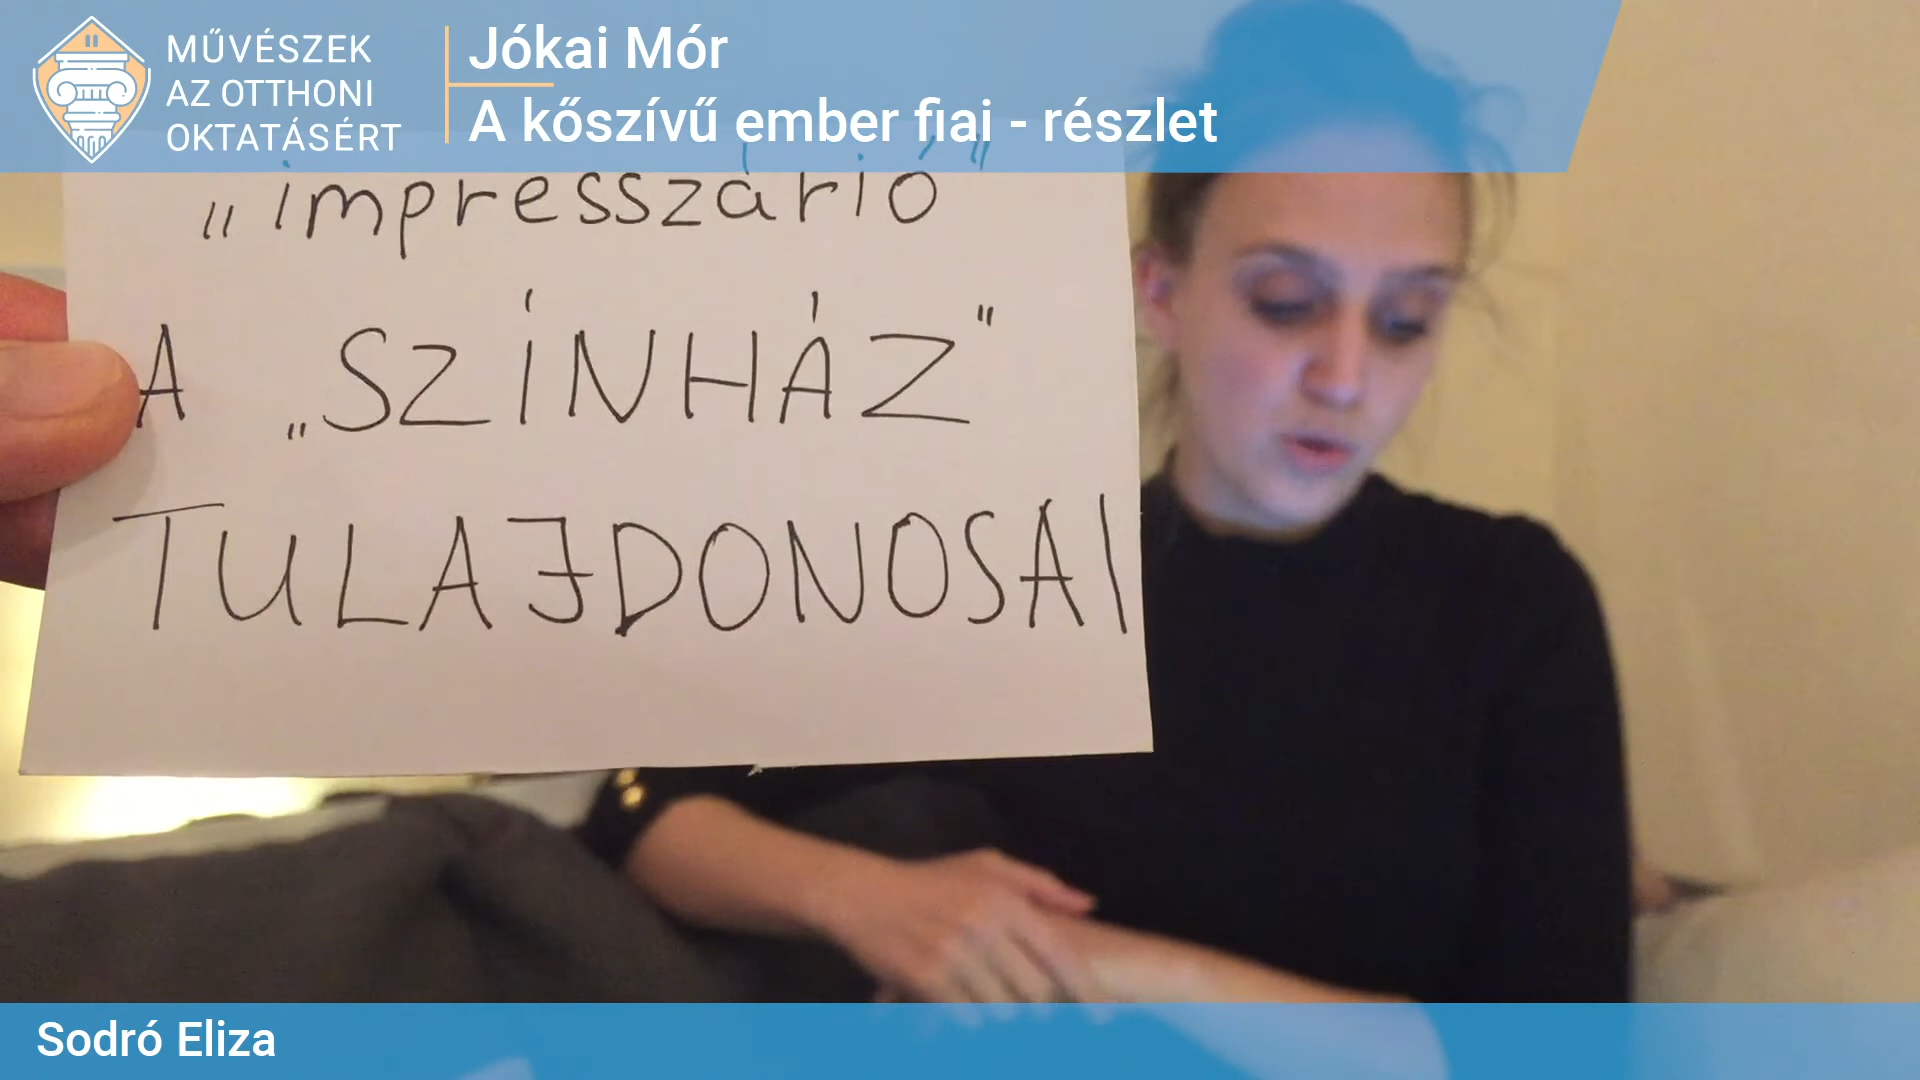 MŰVÉSZEK
AZ OTTHONI
OKTATÁSÉRT
Jókai Mór
A kőszívű ember fiai - részlet
„impresszárió"
A „SZÍNHÁZ"
TULAJDONOSAI
Sodró Eliza